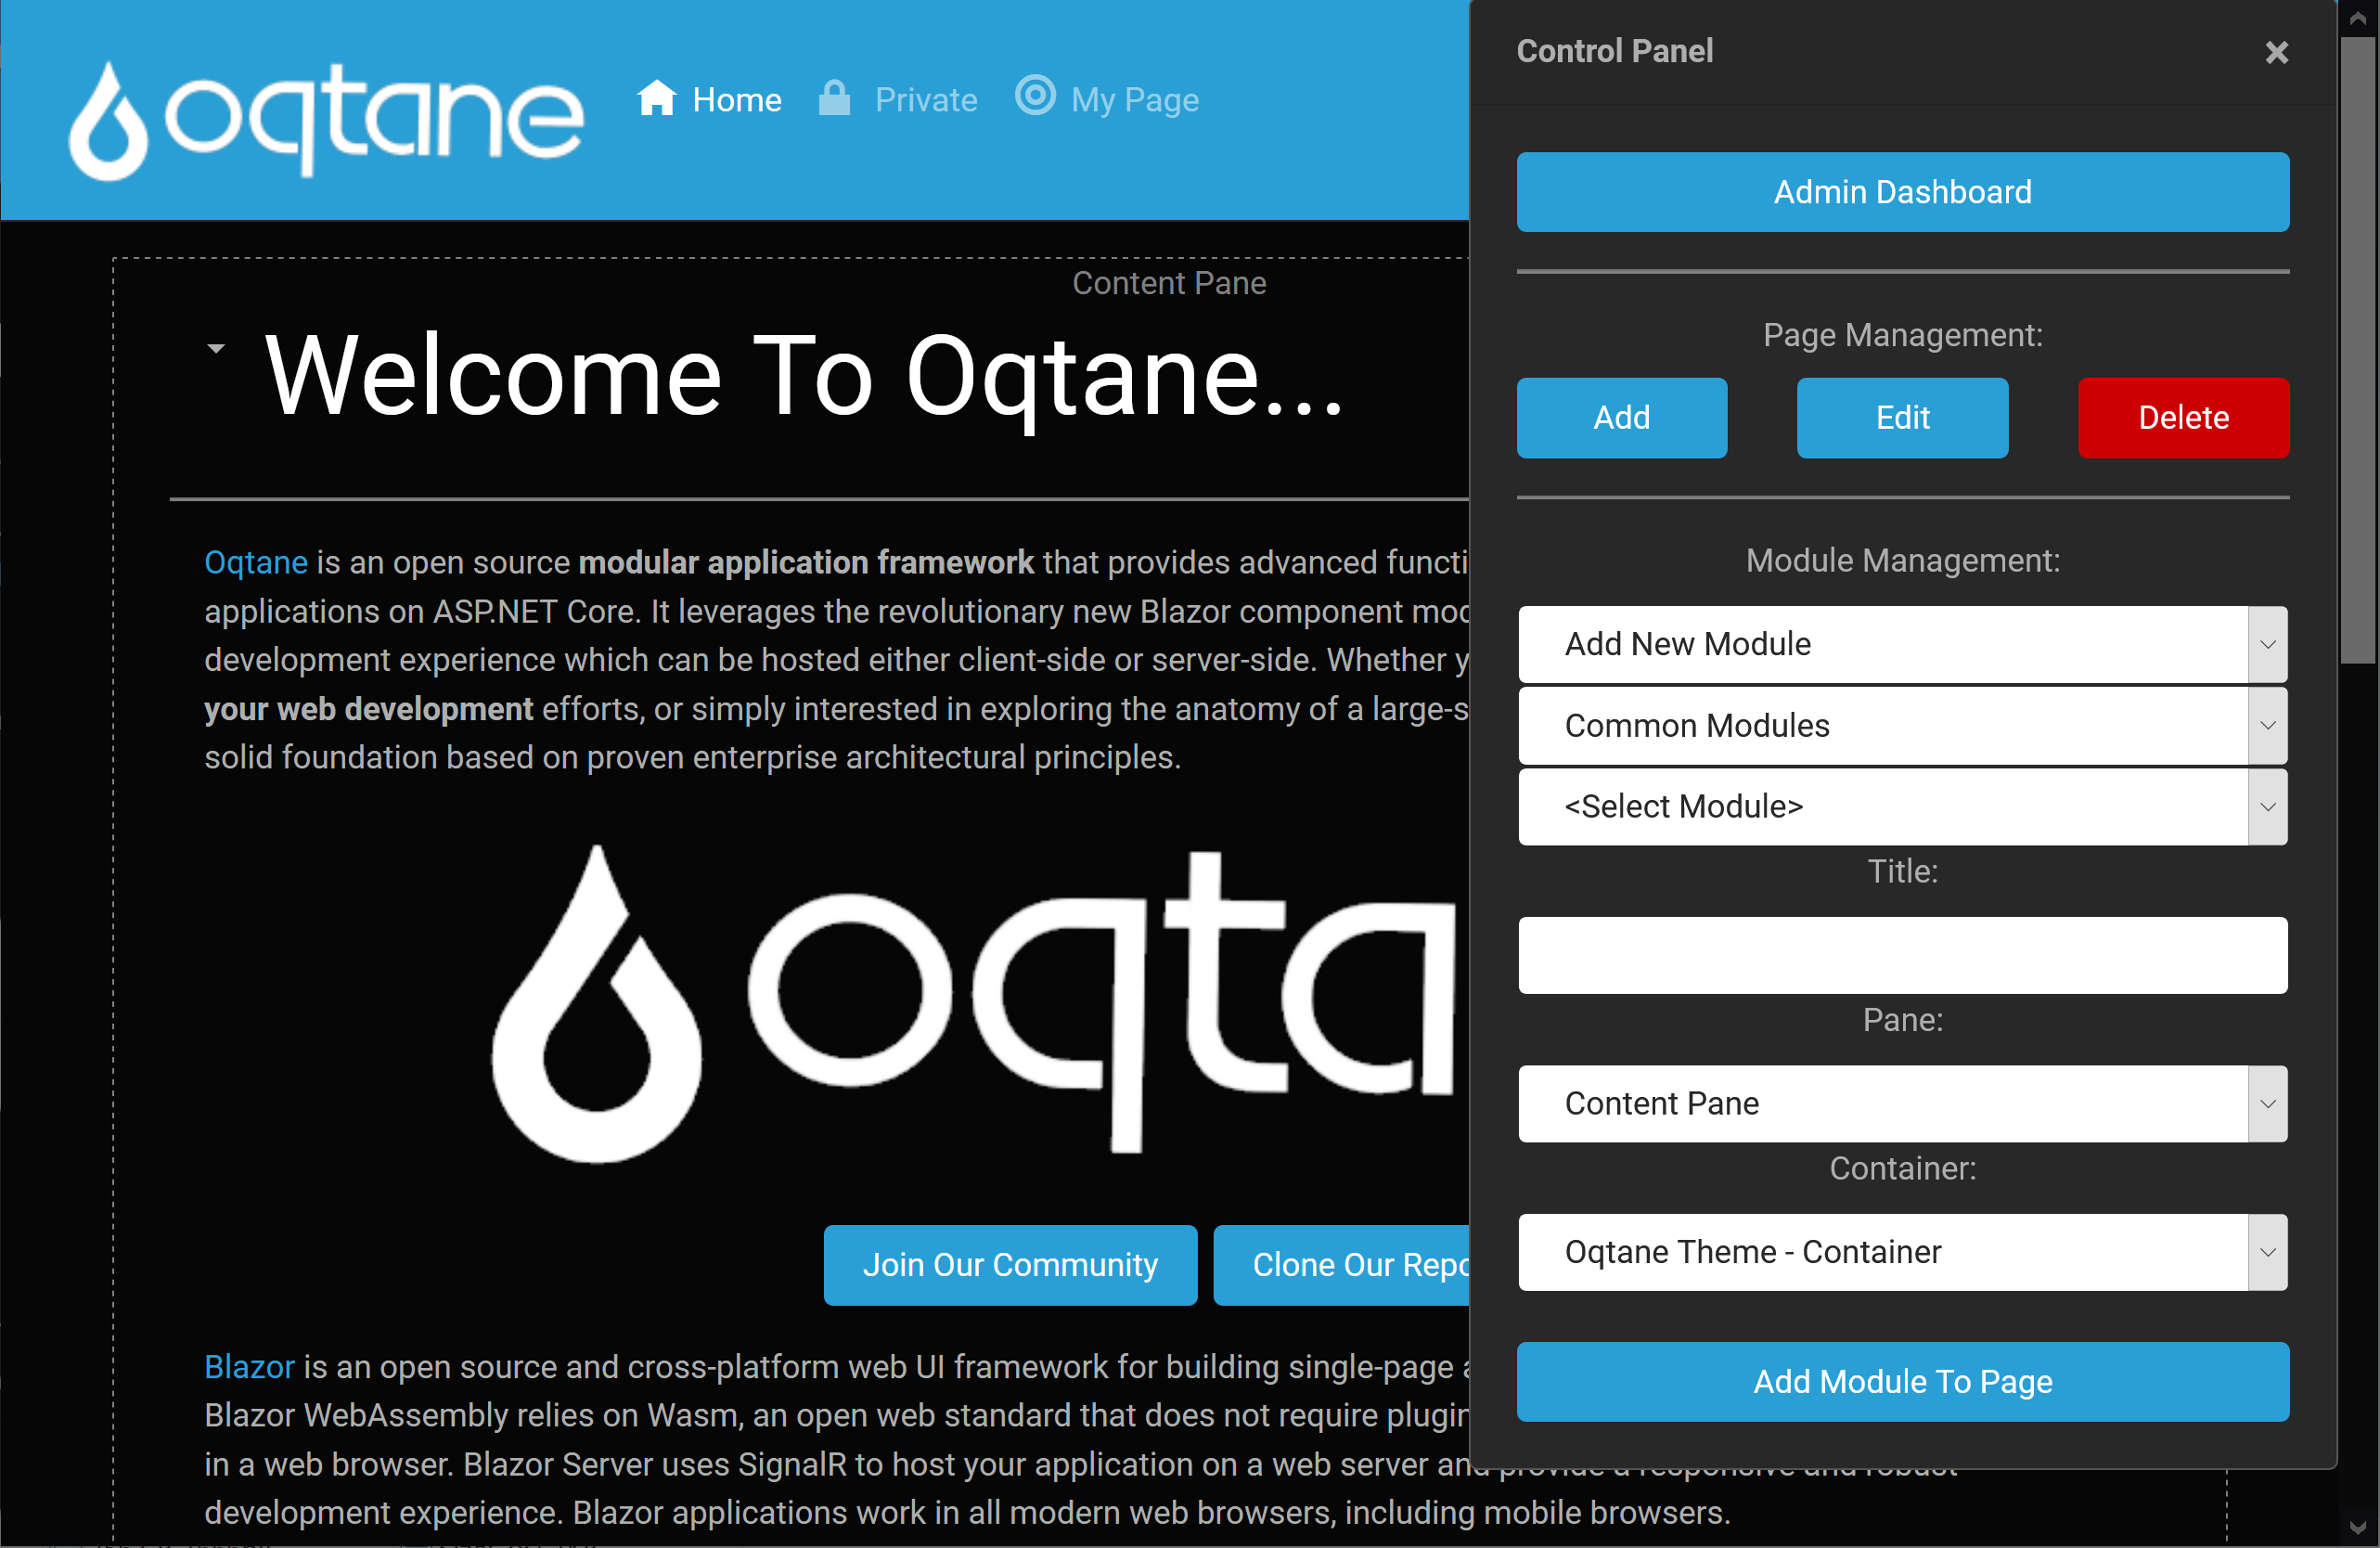 oqtane
Home
Private
My Page
Content Pane
Welcome To Oqtane...
Oqtane is an open source modular application framework that provides advanced
applications on ASP.NET Core. It leverages the revolutionary new Blazor component
development experience which can be hosted either client-side or server-side. Whether
your web development efforts, or simply interested in exploring the anatomy of a
solid foundation based on proven enterprise architectural principles.
oqta
Join Our Community
Clone Our
Blazor is an open source and cross-platform web UI framework for building single-page
Blazor WebAssembly relies on Wasm, an open web standard that does not require
in a web browser. Blazor Server uses SignalR to host your application on a web server and provide a responsive and robust
development experience. Blazor applications work in all modern web browsers, including mobile browsers.
Control Panel
Admin Dashboard
Page Management:
Add
Edit
Delete
Module Management:
Add New Module
Common Modules
<Select Module>
Title:
Pane:
Content Pane
Container:
Oqtane Theme - Container
Add Module To Page